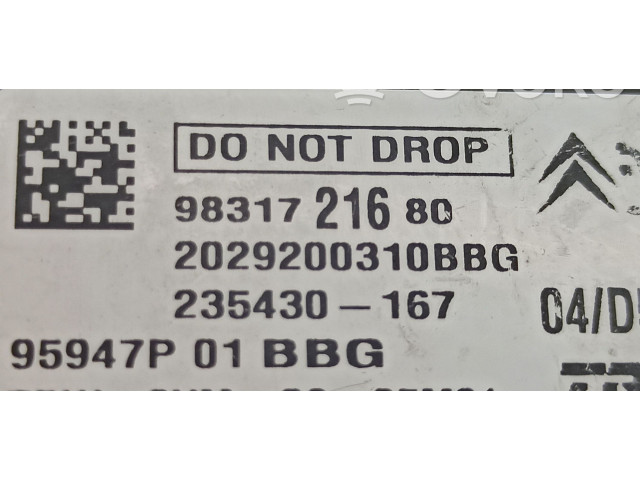 DO NOT DROP
98317 216 80
2029200310BBG
235430-167
04/D
95947P 01 BBG